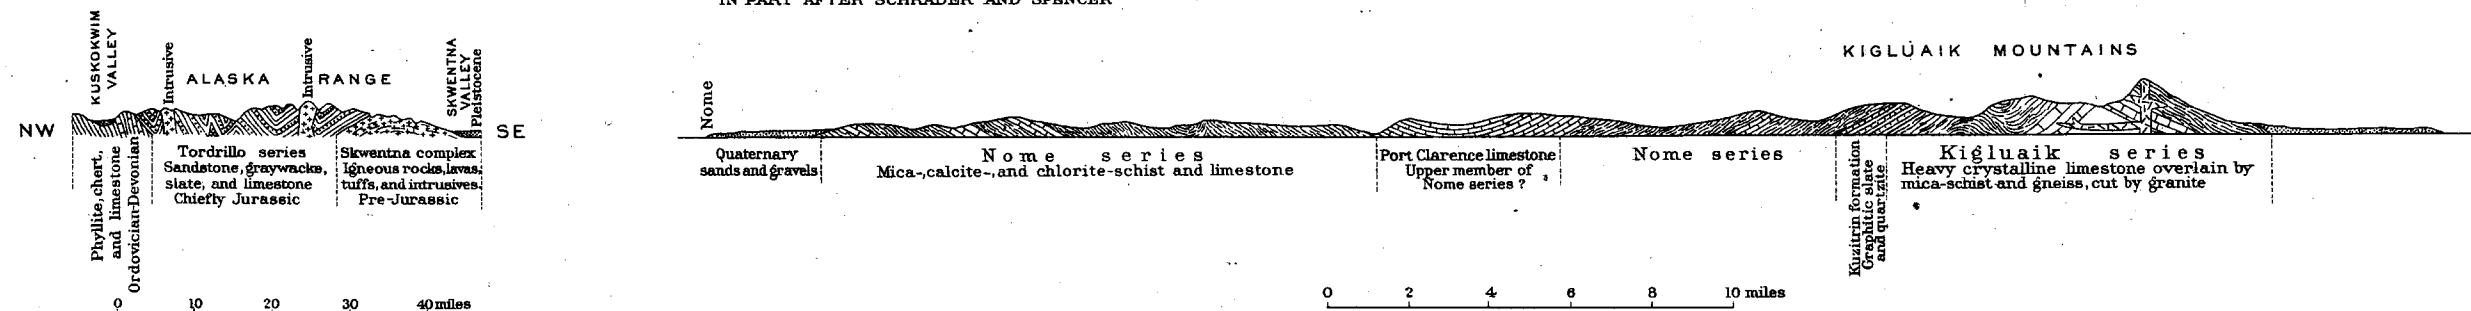 IN PART AFTER SCHRADER AND SPENCER
KUSKOKWIM
VALLEY
Intrusive
ALASKA
Intrusive
RANGE
SKWENTNA
VALLEY
Pleistocene
NW
SE
Phyllite, chert,
and limestone
Ordovician-Devonian
Tordrillo series
Sandstone, graywacke,
slate, and limestone
Chiefly Jurassic
Skwentna complex
Igneous rocks, lavas,
tuffs, and intrusives.
Pre-Jurassic
0 10 20 30 40 miles
KIGLUAIK MOUNTAINS
Nome
Quaternary
sands and gravels
Nome series
Mica-, calcite-, and chlorite-schist and limestone
Port Clarence limestone
Upper member of
Nome series ?
Nome series
Kuzitrin formation
Graphitic slate
and quartzite
Kigluaik series
Heavy crystalline limestone overlain by
mica-schist and gneiss, cut by granite
0 2 4 6 8 10 miles